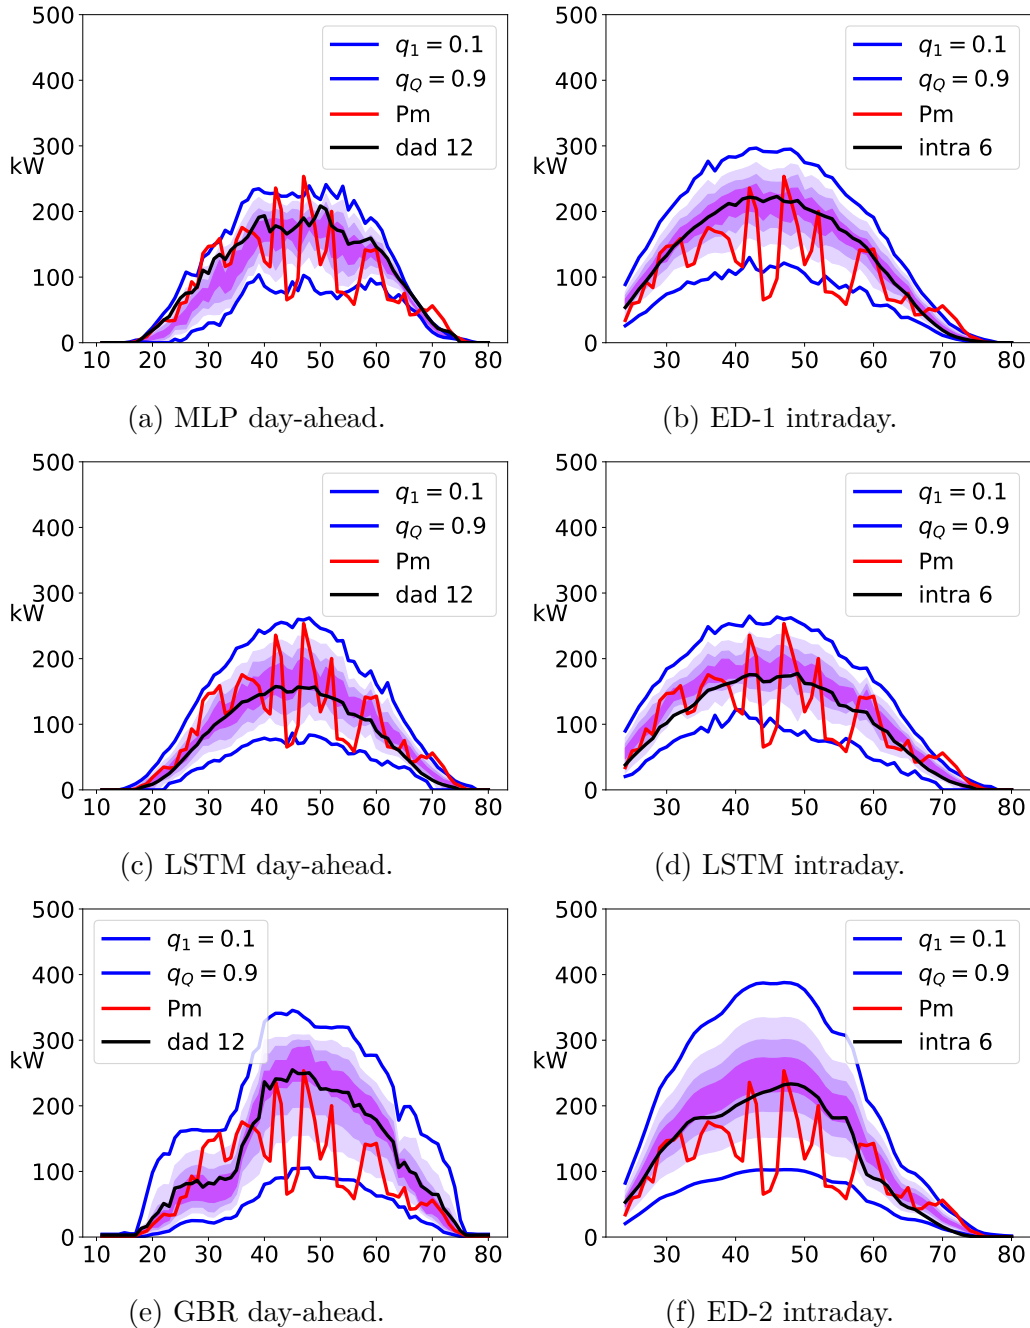 500
400
300
kW
200
100
0
10 20 30 40 50 60 70 80
q₁ = 0.1
q_Q = 0.9
Pm
dad 12
(a) MLP day-ahead.
500
400
300
kW
200
100
0
30 40 50 60 70 80
q₁ = 0.1
q_Q = 0.9
Pm
intra 6
(b) ED-1 intraday.
500
400
300
kW
200
100
0
10 20 30 40 50 60 70 80
q₁ = 0.1
q_Q = 0.9
Pm
dad 12
(c) LSTM day-ahead.
500
400
300
kW
200
100
0
30 40 50 60 70 80
q₁ = 0.1
q_Q = 0.9
Pm
intra 6
(d) LSTM intraday.
500
400
300
kW
200
100
0
10 20 30 40 50 60 70 80
q₁ = 0.1
q_Q = 0.9
Pm
dad 12
(e) GBR day-ahead.
500
400
300
kW
200
100
0
30 40 50 60 70 80
q₁ = 0.1
q_Q = 0.9
Pm
intra 6
(f) ED-2 intraday.